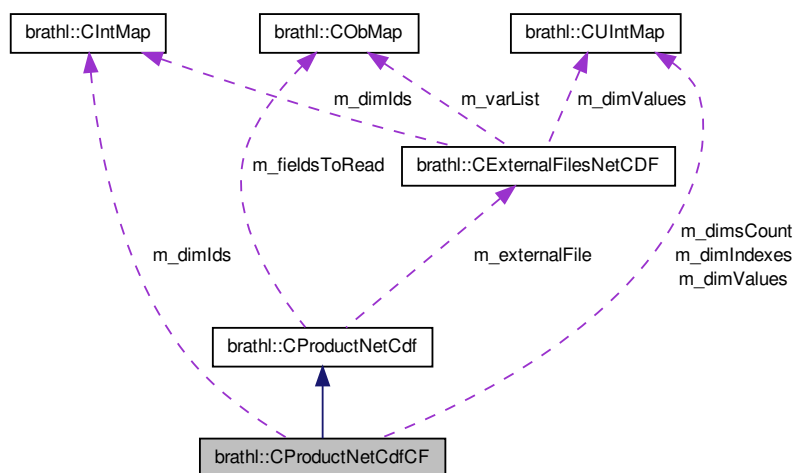 brathl::CIntMap
brathl::CObMap
brathl::CUIntMap
m_dimIds
m_varList
m_dimValues
m_fieldsToRead
brathl::CExternalFilesNetCDF
m_dimIds
m_externalFile
m_dimsCount
m_dimIndexes
m_dimValues
brathl::CProductNetCdf
brathl::CProductNetCdfCF